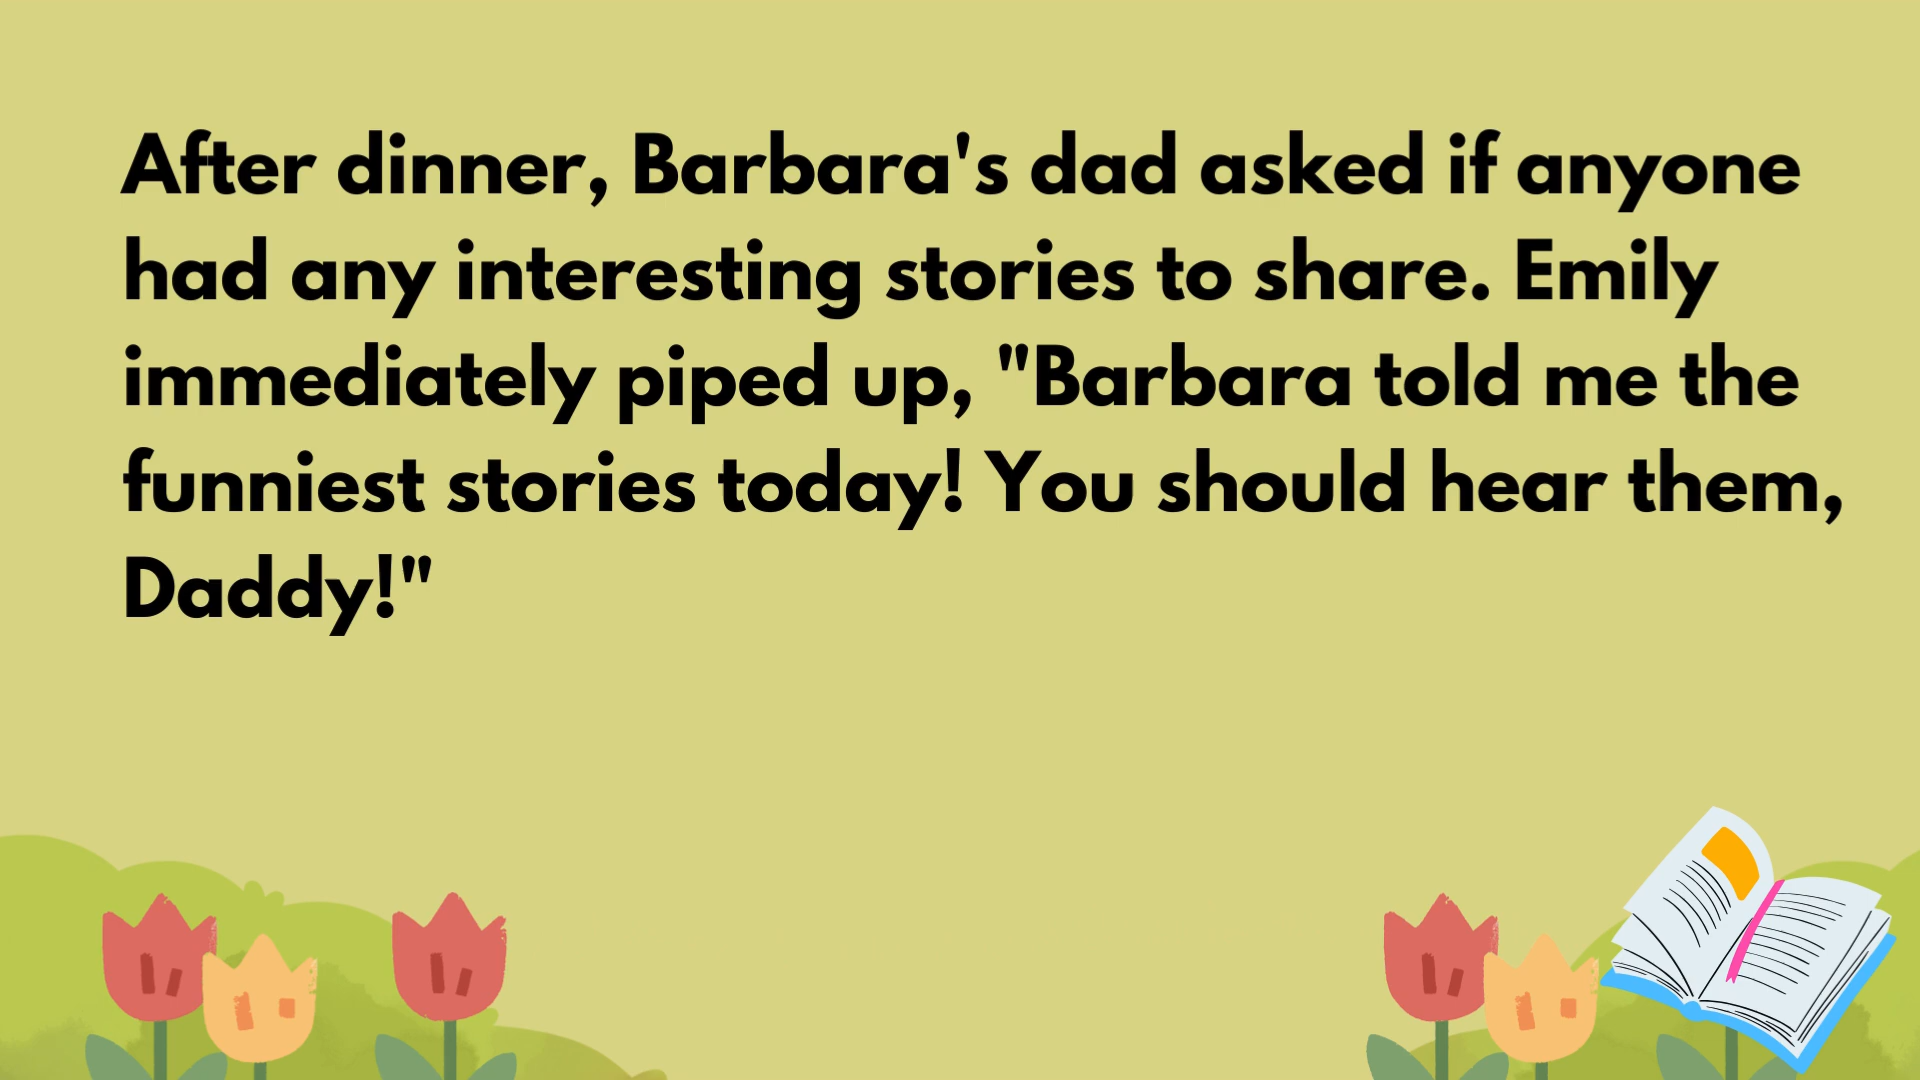 After dinner, Barbara's dad asked if anyone
had any interesting stories to share. Emily
immediately piped up, "Barbara told me the
funniest stories today! You should hear them,
Daddy!"